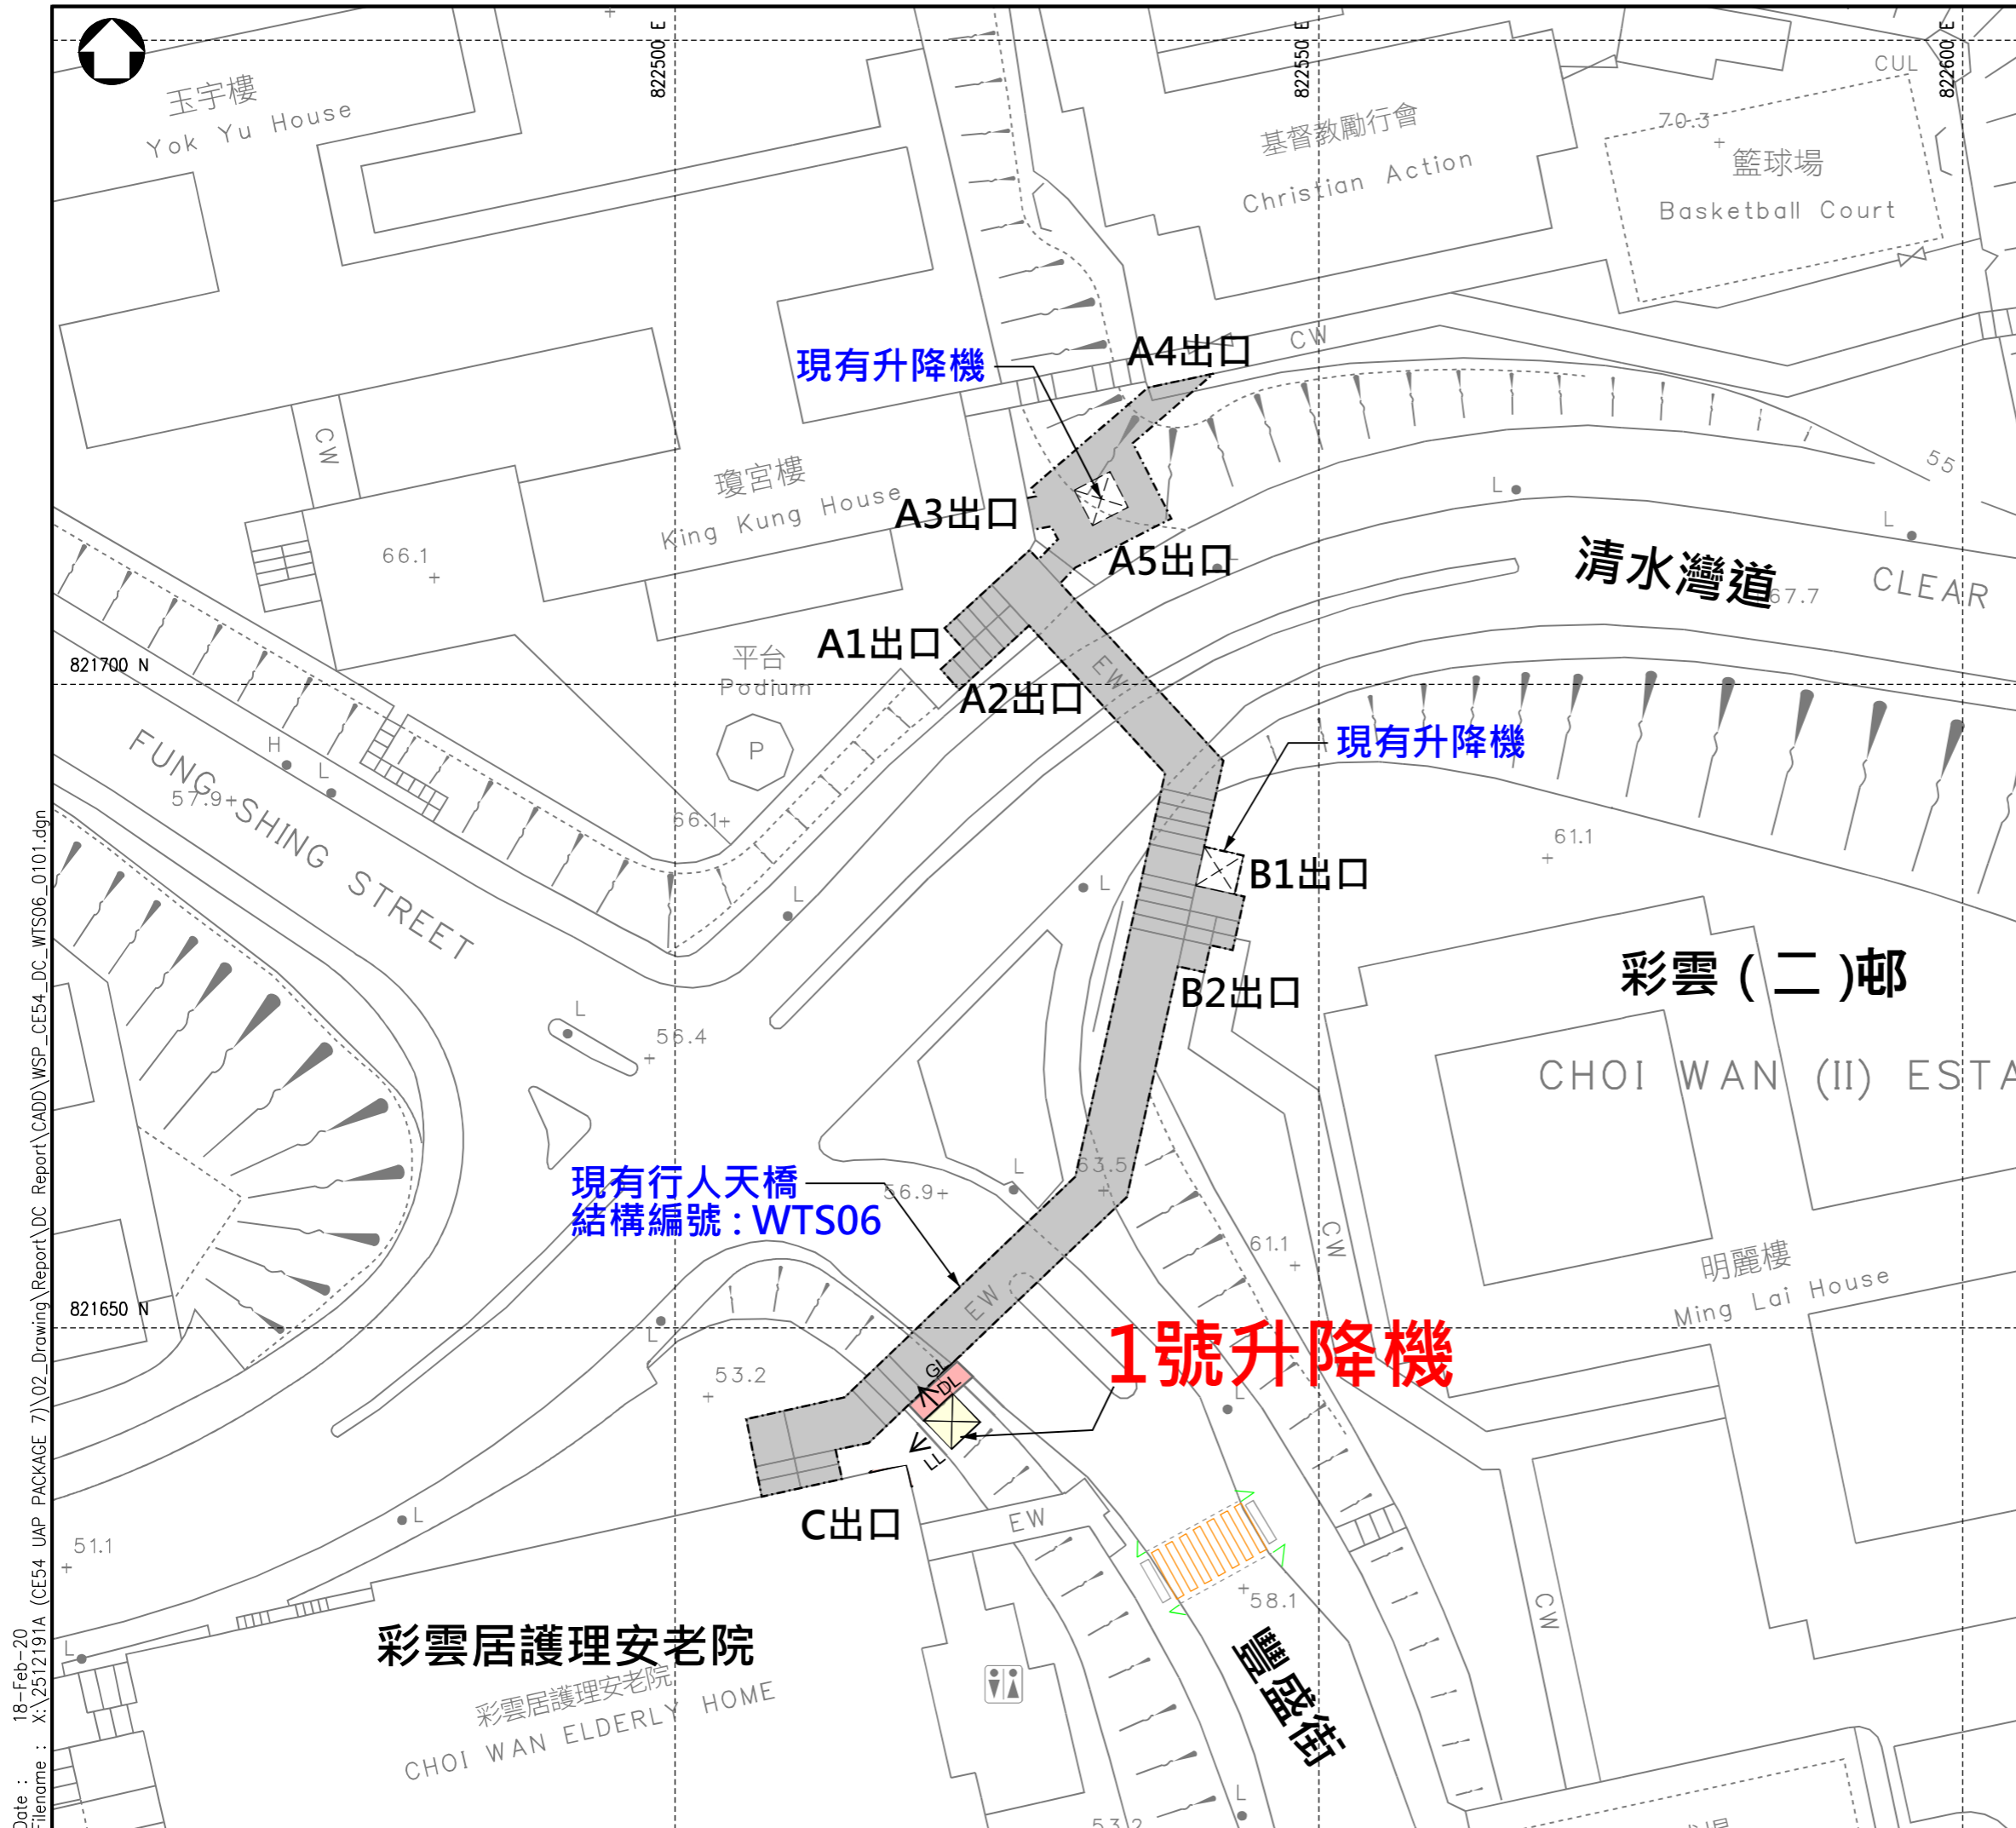 822500 E
822550 E
822600 E
玉宇樓
Yok Yu House
基督教勵行會
Christian Action
CUL
70.3
籃球場
Basketball Court
現有升降機
A4出口
CW
CW
瓊宮樓
King Kung House
A3出口
A5出口
L
L
L
55
66.1
清水灣道
67.7
CLEAR
821700 N
平台
Podium
A1出口
A2出口
EW
P
現有升降機
H
L
FUNG SHING STREET
57.9
66.1
61.1
L
L
B1出口
彩雲(二)邨
B2出口
L
56.4
CHOI WAN (II) ESTA
現有行人天橋
結構編號:WTS06
56.9
L
63.5
61.1
CW
明麗樓
Ming Lai House
821650 N
EW
L
1號升降機
53.2
GL
DL
L
LL
L
C出口
EW
51.1
58.1
CW
彩雲居護理安老院
彩雲居護理安老院
CHOI WAN ELDERLY HOME
豐盛街
L
L
53.2
Date : 18-Feb-20
Filename : X:\2512191A (CE54 UAP PACKAGE 7)\02_Drawing\Report\DC Report\CADD\WSP_CE54_DC_WTS06_0101.dgn